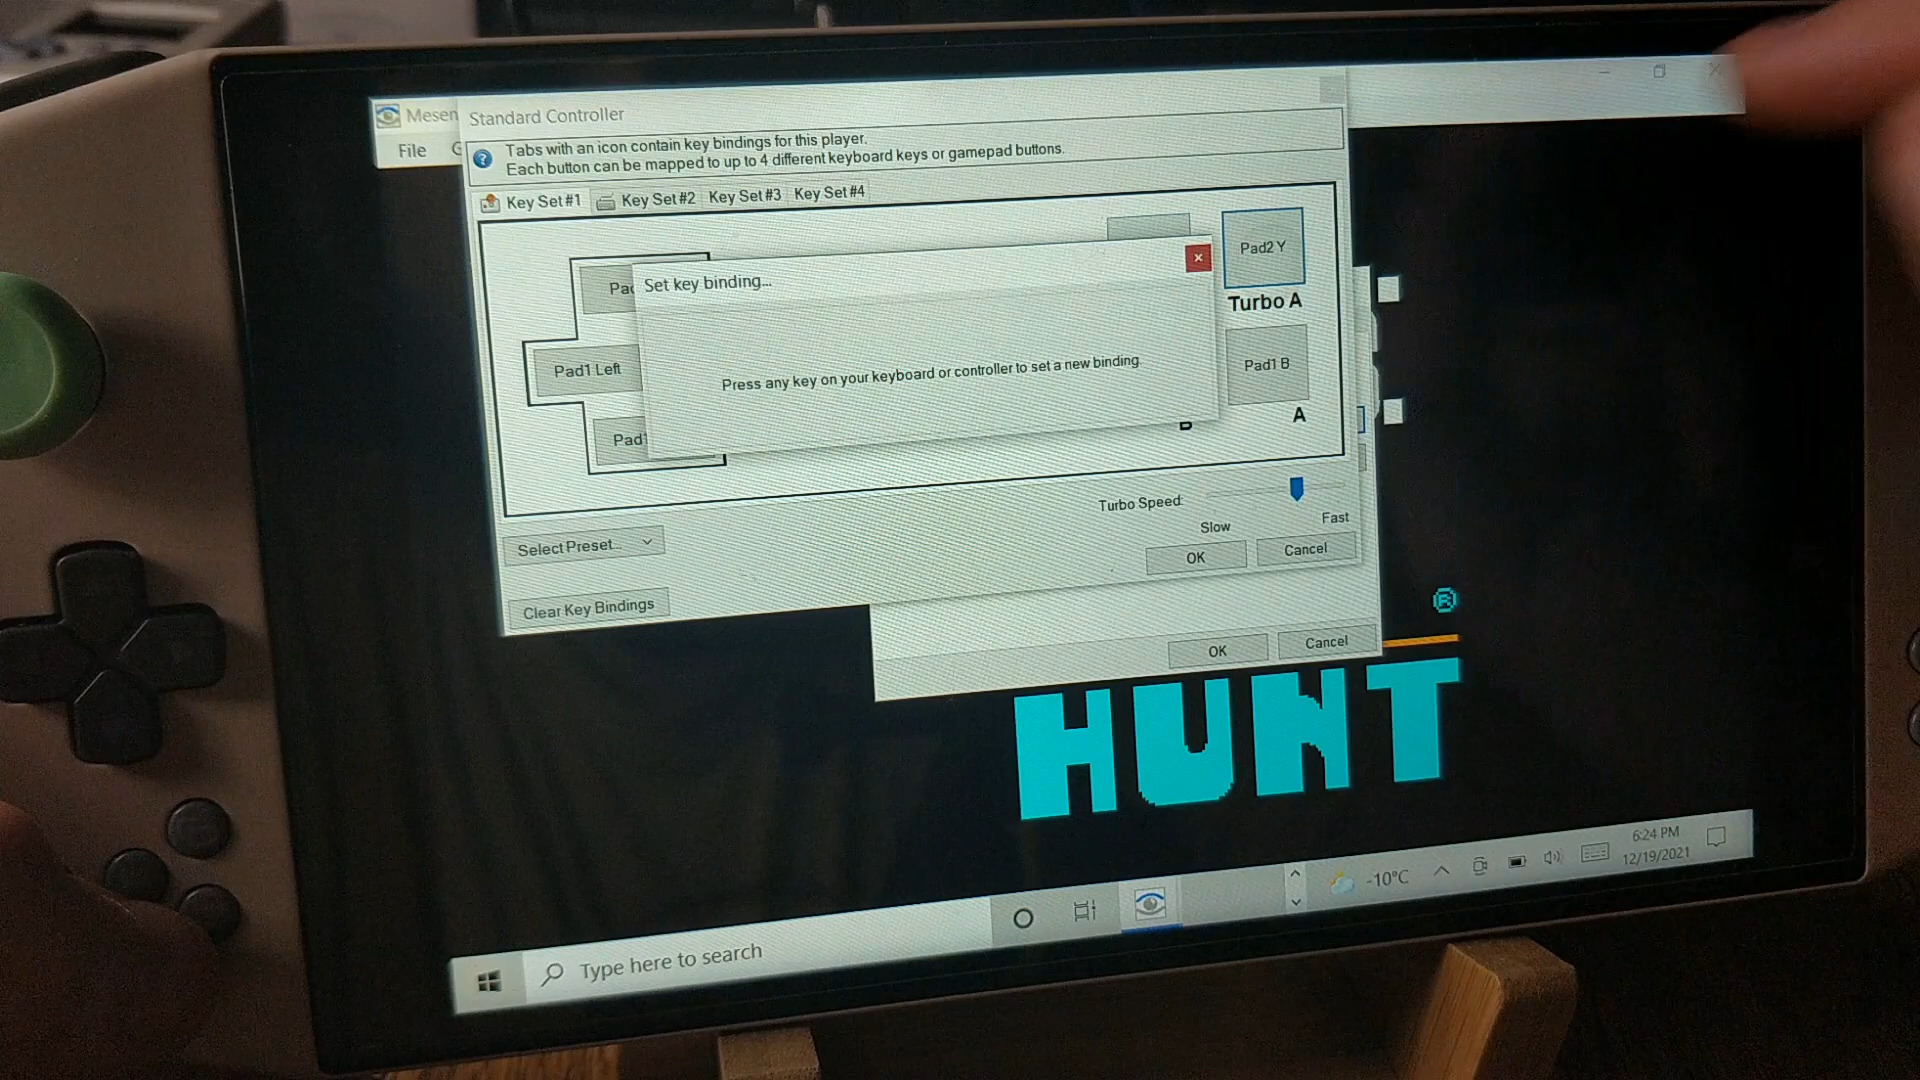 Mesen
File
Standard Controller
Tabs with an icon contain key bindings for this player.
Each button can be mapped to up to 4 different keyboard keys or gamepad buttons.
Key Set #1
Key Set #2
Key Set #3
Key Set #4
Pad2 Y
Turbo A
Set key binding...
Press any key on your keyboard or controller to set a new binding.
Pad1 Left
Pad1
Pad1 B
B
A
Turbo Speed:
Slow
Fast
Select Preset...
OK
Cancel
Clear Key Bindings
OK
Cancel
®
HUNT
Type here to search
-10°C
6:24 PM
12/19/2021